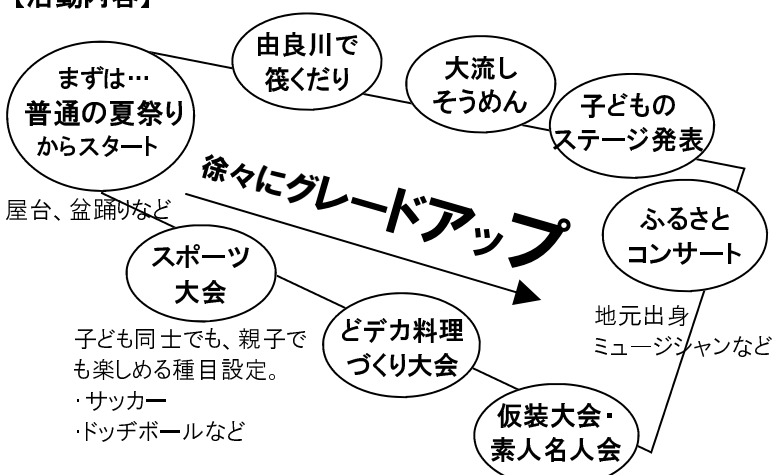 【活動内容】
まずは…
普通の夏祭り
からスタート
屋台、盆踊りなど
由良川で
筏くだり
大流し
そうめん
子どもの
ステージ発表
徐々にグレードアップ
ふるさと
コンサート
地元出身
ミュージシャンなど
スポーツ
大会
子ども同士でも、親子で
も楽しめる種目設定。
・サッカー
・ドッヂボールなど
どデカ料理
づくり大会
仮装大会・
素人名人会